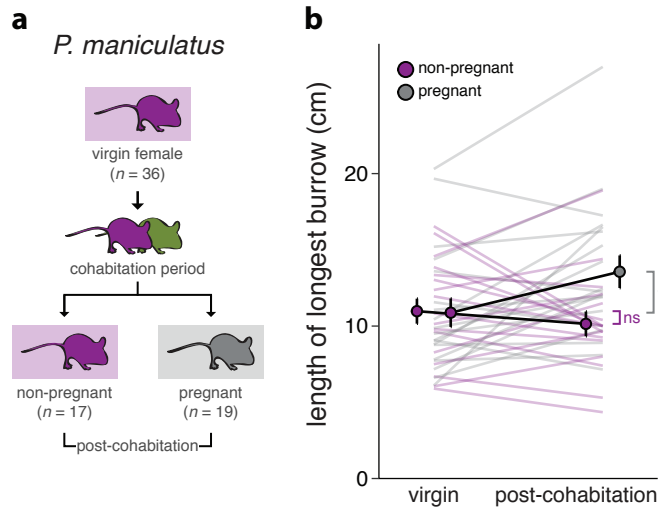 a
P. maniculatus
virgin female
(n = 36)
cohabitation period
non-pregnant
(n = 17)
pregnant
(n = 19)
post-cohabitation
b
length of longest burrow (cm)
20
10
0
non-pregnant
pregnant
ns
virgin
post-cohabitation